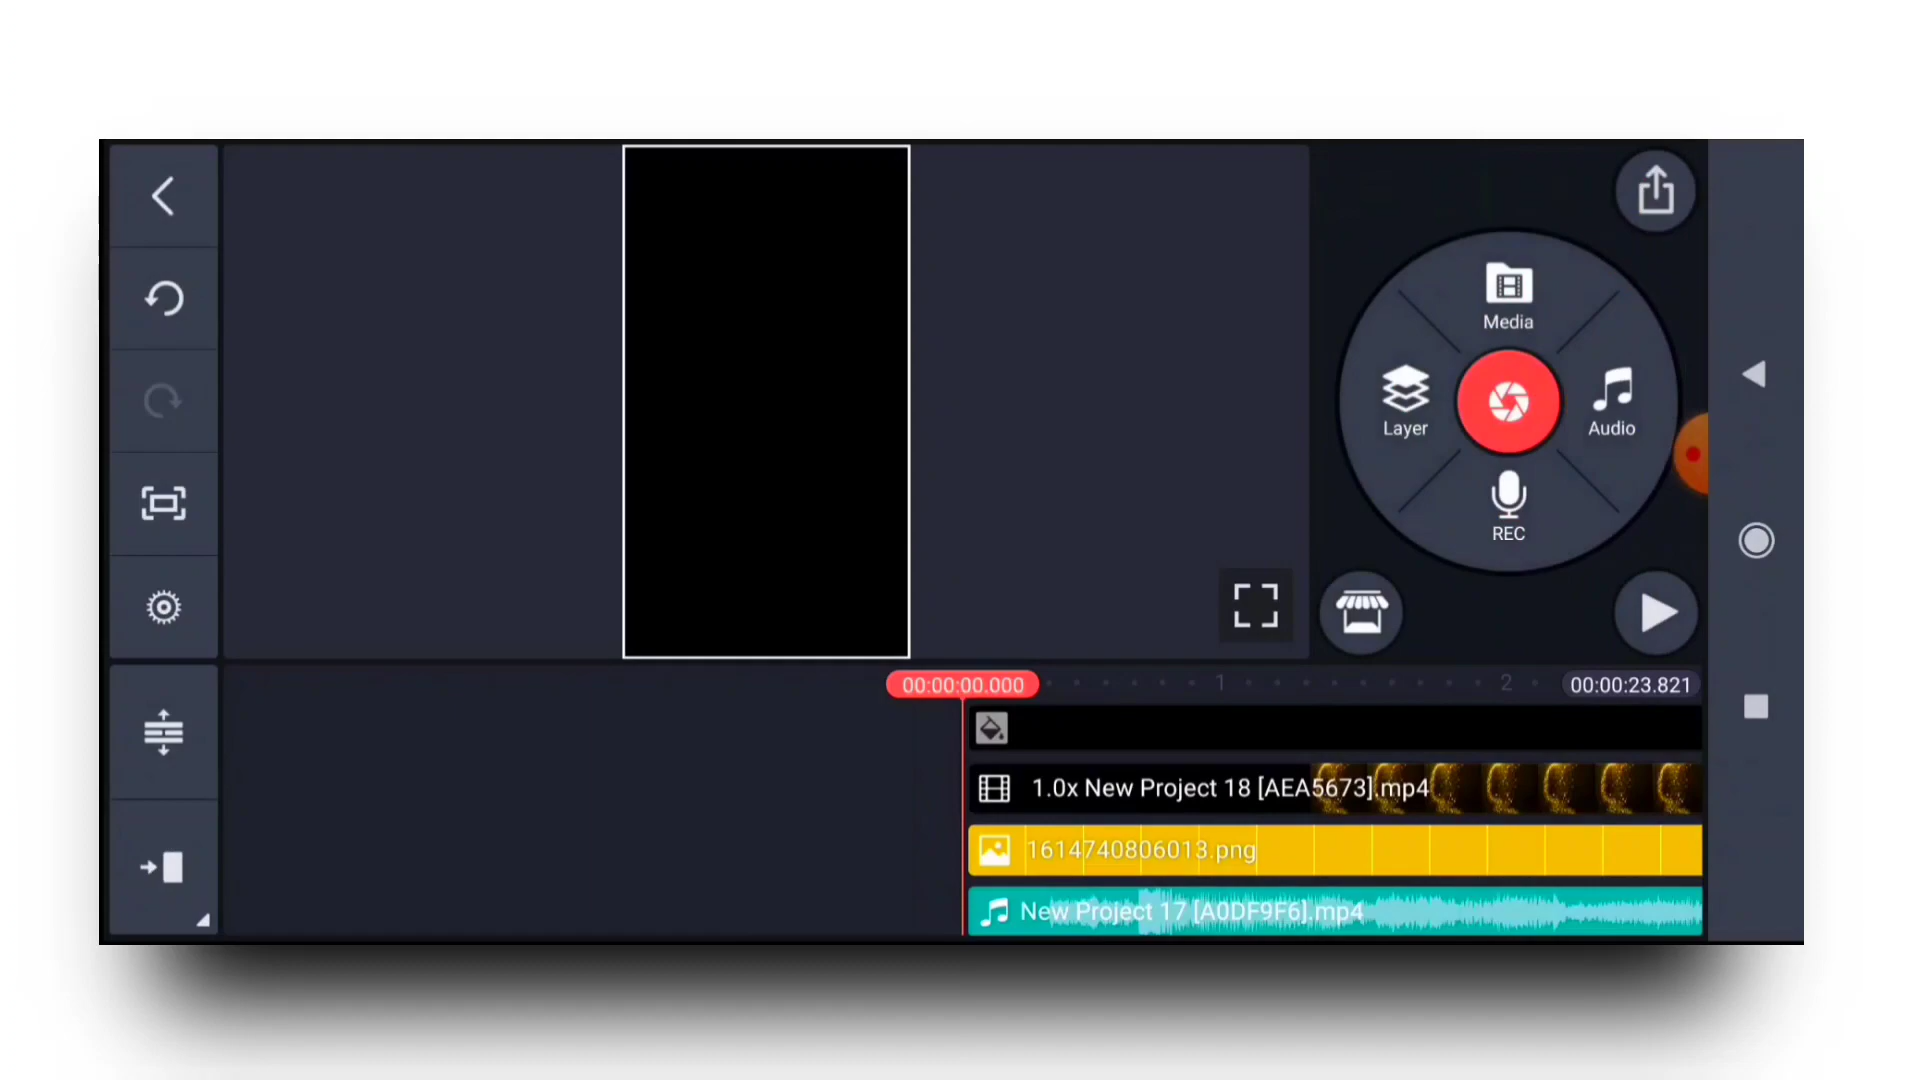 Media
Layer
Audio
REC
00:00:00.000
1
2
00:00:23.821
1.0x New Project 18 [AEA5673].mp4
1614740806013.png
New Project 17 [A0DF9F6].mp4